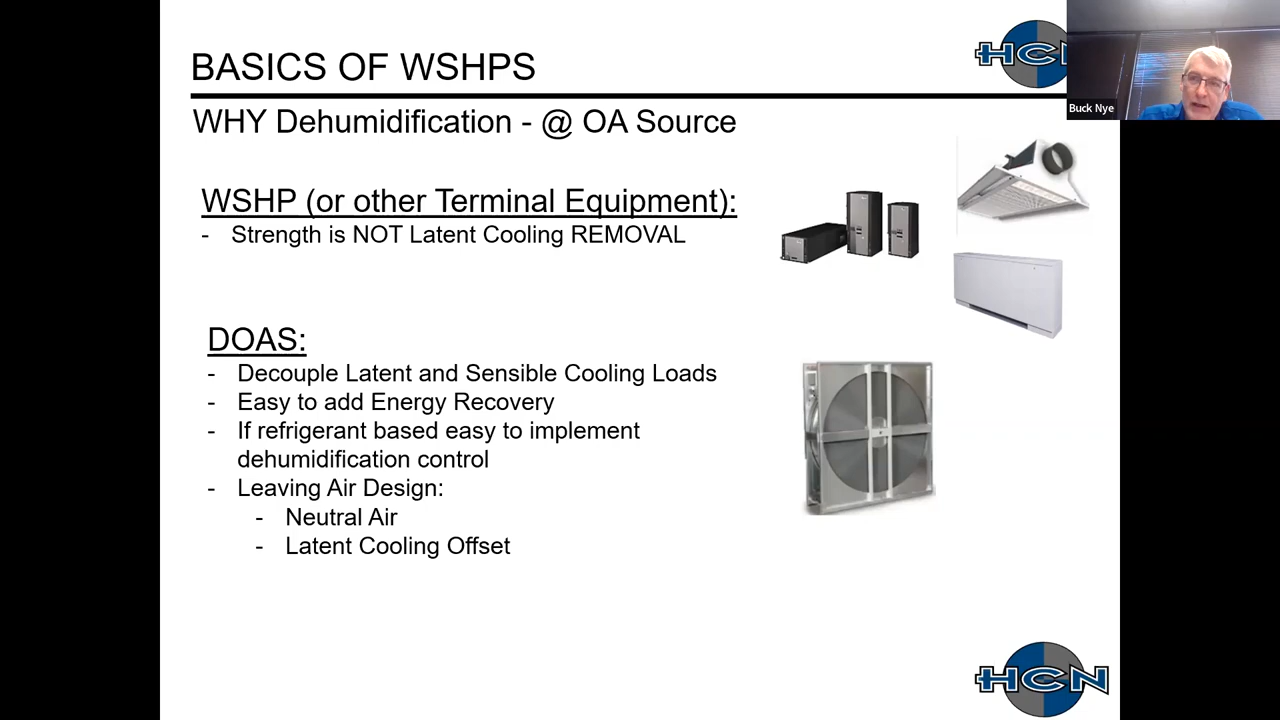 BASICS OF WSHPS
HCN
Buck Nye
WHY Dehumidification - @ OA Source
WSHP (or other Terminal Equipment):
- Strength is NOT Latent Cooling REMOVAL
DOAS:
- Decouple Latent and Sensible Cooling Loads
- Easy to add Energy Recovery
- If refrigerant based easy to implement
dehumidification control
- Leaving Air Design:
- Neutral Air
- Latent Cooling Offset
HCN